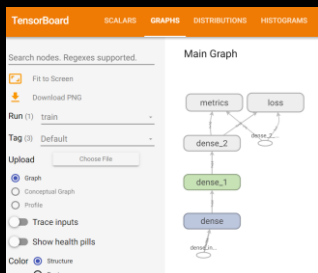 TensorBoard SCALARS GRAPHS DISTRIBUTIONS HISTOGRAMS
Search nodes. Regexes supported.
Fit to Screen
Download PNG
Run (1) train
Tag (3) Default
Upload Choose File
Graph
Conceptual Graph
Profile
Trace inputs
Show health pills
Color Structure
Main Graph
metrics loss
dense_2
dense_2_...
dense_1
dense
dense_in...